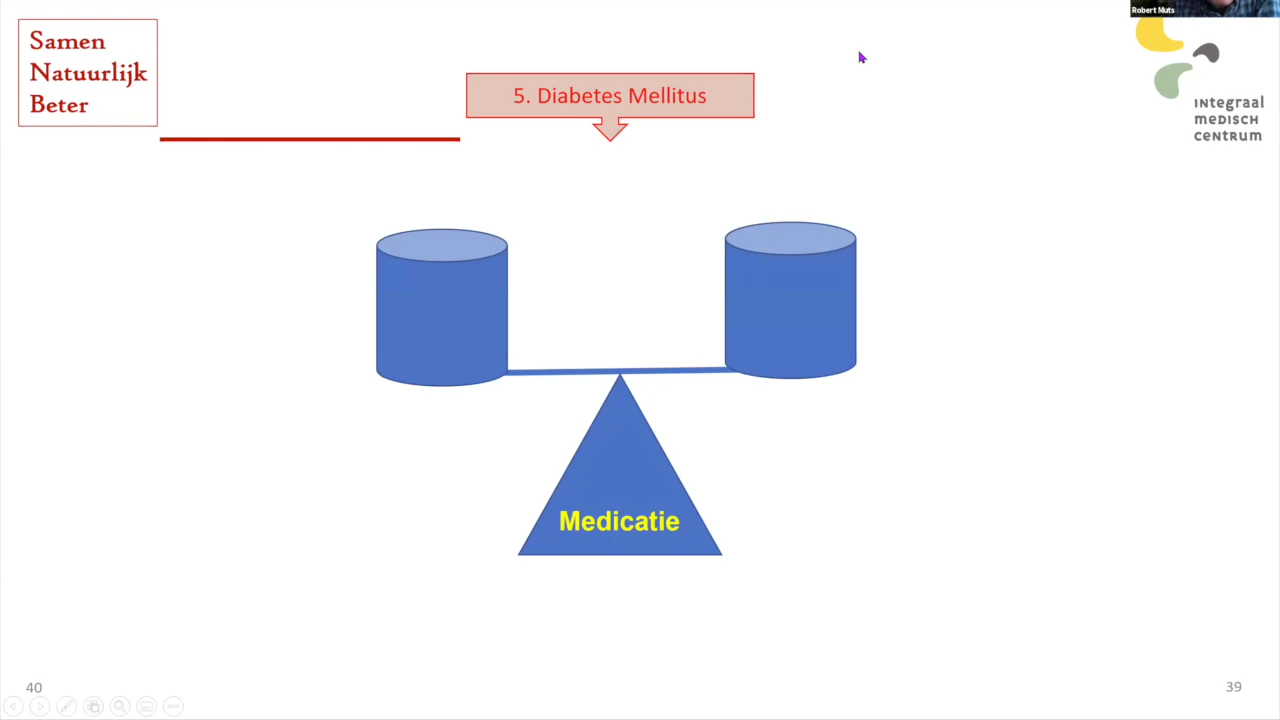 Robert Muts
Samen
Natuurlijk
Beter
5. Diabetes Mellitus
INtegraal
meDISCH
ceNtRUM
Medicatie
40
39